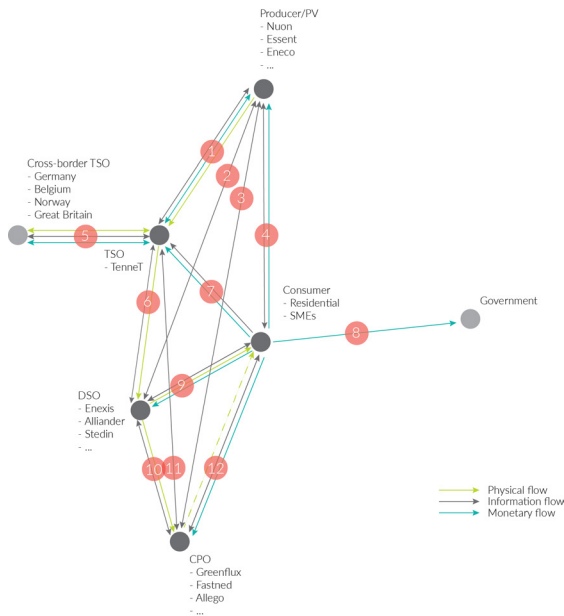 Producer/PV
- Nuon
- Essent
- Eneco
- ...
1
2
3
Cross-border TSO
- Germany
- Belgium
- Norway
- Great Britain
5
4
TSO
- TenneT
6
7
Consumer
- Residential
- SMEs
Government
8
9
DSO
- Enexis
- Alliander
- Stedin
- ...
10
11
12
Physical flow
Information flow
Monetary flow
CPO
- Greenflux
- Fastned
- Allego
- ...